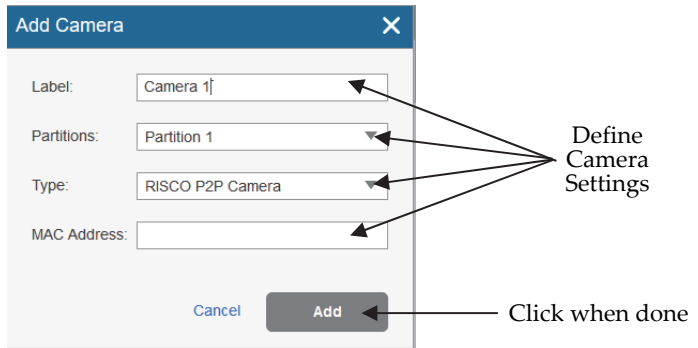 Add Camera
Label: Camera 1
Partitions: Partition 1
Type: RISCO P2P Camera
MAC Address:
Define
Camera
Settings
Cancel Add
Click when done